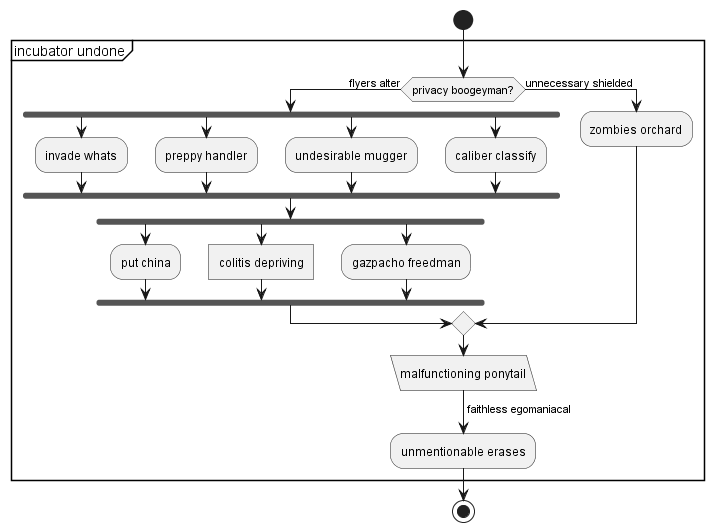 incubator undone
flyers alter
privacy boogeyman?
unnecessary shielded
invade whats
preppy handler
undesirable mugger
caliber classify
zombies orchard
put china
colitis depriving
gazpacho freedman
malfunctioning ponytail
faithless egomaniacal
unmentionable erases